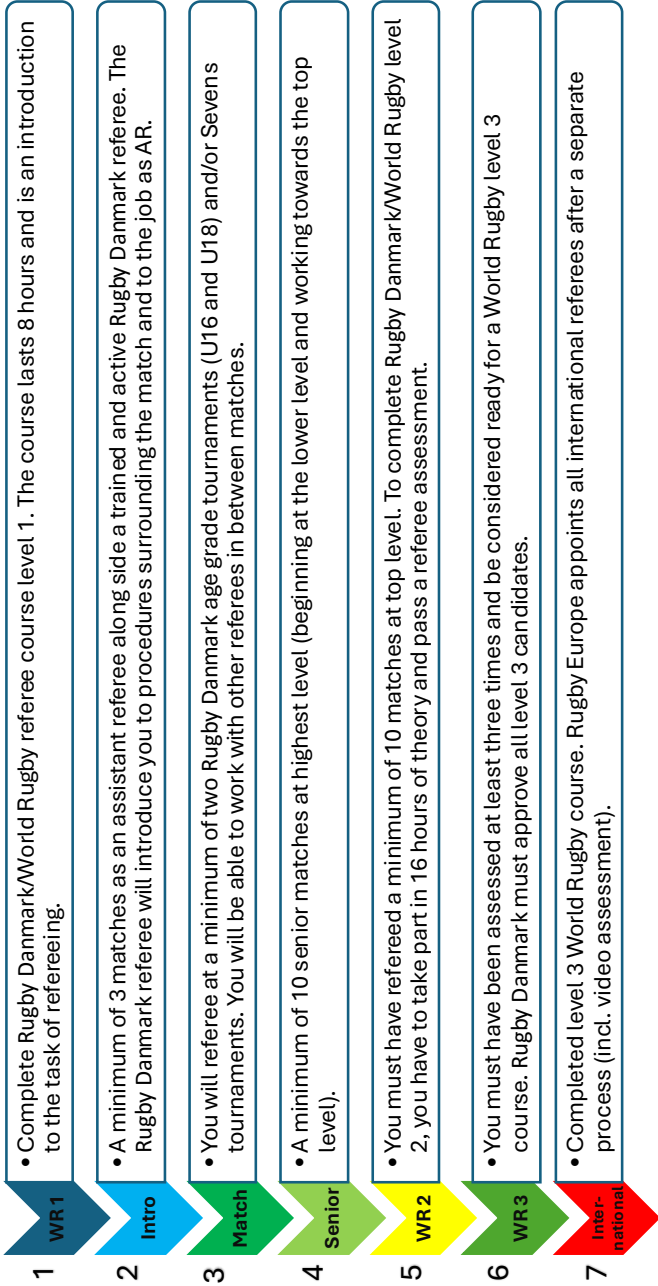 1
WR1
• Complete Rugby Danmark/World Rugby referee course level 1. The course lasts 8 hours and is an introduction
to the task of refereeing.
2
Intro
• A minimum of 3 matches as an assistant referee along side a trained and active Rugby Danmark referee. The
Rugby Danmark referee will introduce you to procedures surrounding the match and to the job as AR.
3
Match
• You will referee at a minimum of two Rugby Danmark age grade tournaments (U16 and U18) and/or Sevens
tournaments. You will be able to work with other referees in between matches.
4
Senior
• A minimum of 10 senior matches at highest level (beginning at the lower level and working towards the top
level).
5
WR2
• You must have refereed a minimum of 10 matches at top level. To complete Rugby Danmark/World Rugby level
2, you have to take part in 16 hours of theory and pass a referee assessment.
6
WR3
• You must have been assessed at least three times and be considered ready for a World Rugby level 3
course. Rugby Danmark must approve all level 3 candidates.
7
Inter-
national
• Completed level 3 World Rugby course. Rugby Europe appoints all international referees after a separate
process (incl. video assessment).